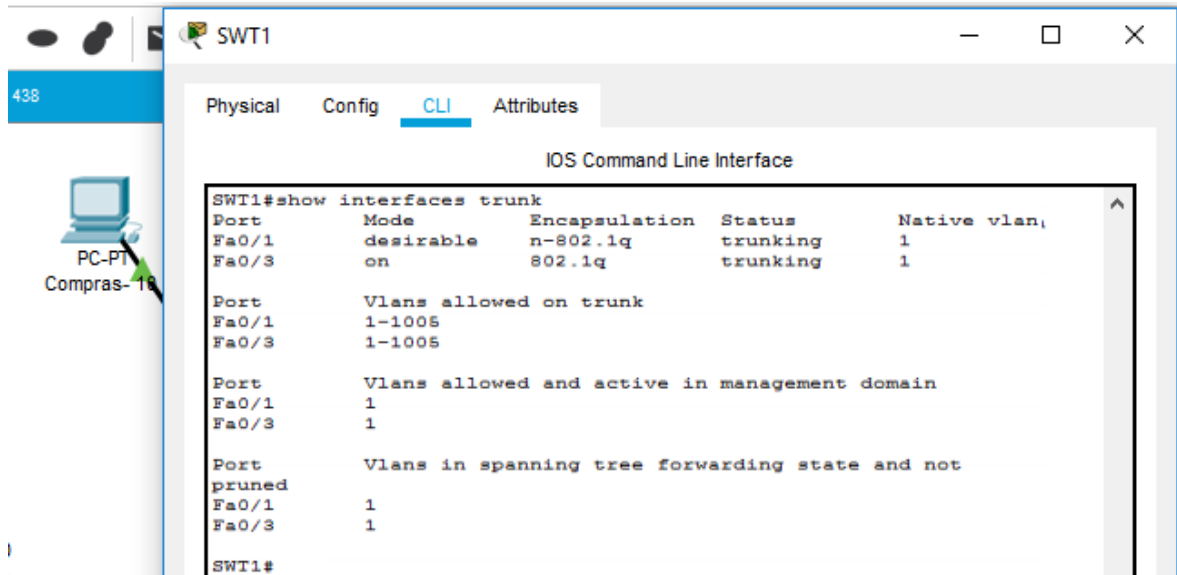 SWT1
438
Physical Config CLI Attributes
IOS Command Line Interface
PC-PT
Compras- 10
SWT1#show interfaces trunk
Port Mode Encapsulation Status Native vlan
Fa0/1 desirable n-802.1q trunking 1
Fa0/3 on 802.1q trunking 1
Port Vlans allowed on trunk
Fa0/1 1-1005
Fa0/3 1-1005
Port Vlans allowed and active in management domain
Fa0/1 1
Fa0/3 1
Port Vlans in spanning tree forwarding state and not
pruned
Fa0/1 1
Fa0/3 1
SWT1#